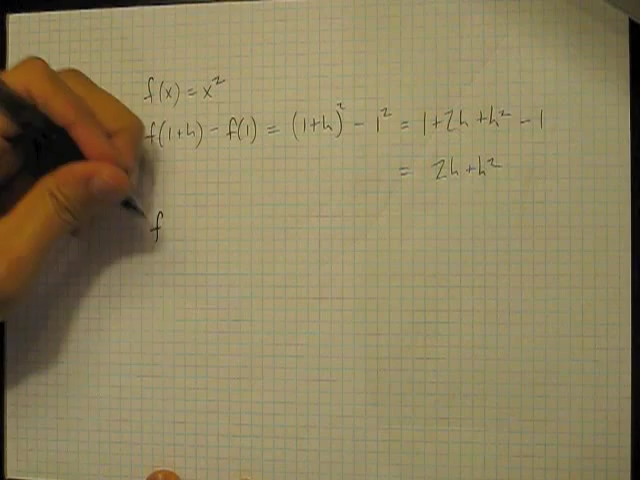 f(x) = x²
f(1+h) - f(1) = (1+h)² - 1² = 1+2h+h² - 1
= 2h+h²
f